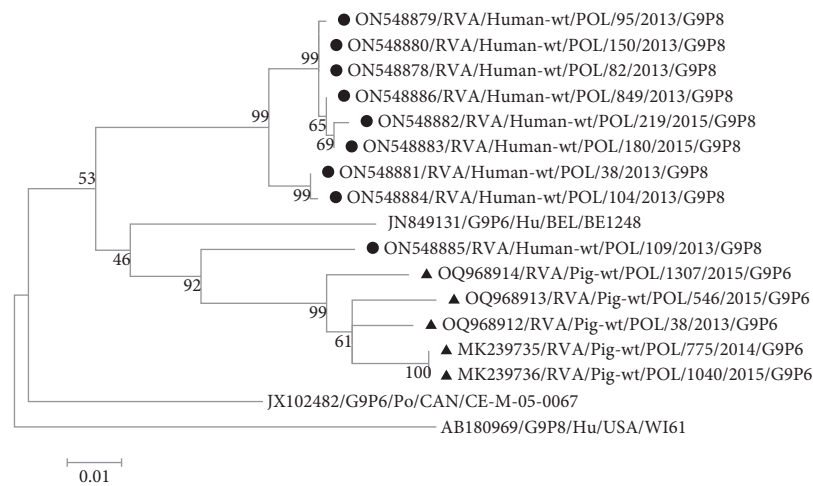 ON548879/RVA/Human-wt/POL/95/2013/G9P8
99
ON548880/RVA/Human-wt/POL/150/2013/G9P8
ON548878/RVA/Human-wt/POL/82/2013/G9P8
ON548886/RVA/Human-wt/POL/849/2013/G9P8
99
65
ON548882/RVA/Human-wt/POL/219/2015/G9P8
69
ON548883/RVA/Human-wt/POL/180/2015/G9P8
ON548881/RVA/Human-wt/POL/38/2013/G9P8
53
99
ON548884/RVA/Human-wt/POL/104/2013/G9P8
JN849131/G9P6/Hu/BEL/BE1248
46
ON548885/RVA/Human-wt/POL/109/2013/G9P8
OQ968914/RVA/Pig-wt/POL/1307/2015/G9P6
92
OQ968913/RVA/Pig-wt/POL/546/2015/G9P6
99
OQ968912/RVA/Pig-wt/POL/38/2013/G9P6
61
MK239735/RVA/Pig-wt/POL/775/2014/G9P6
100
MK239736/RVA/Pig-wt/POL/1040/2015/G9P6
JX102482/G9P6/Po/CAN/CE-M-05-0067
AB180969/G9P8/Hu/USA/WI61
0.01